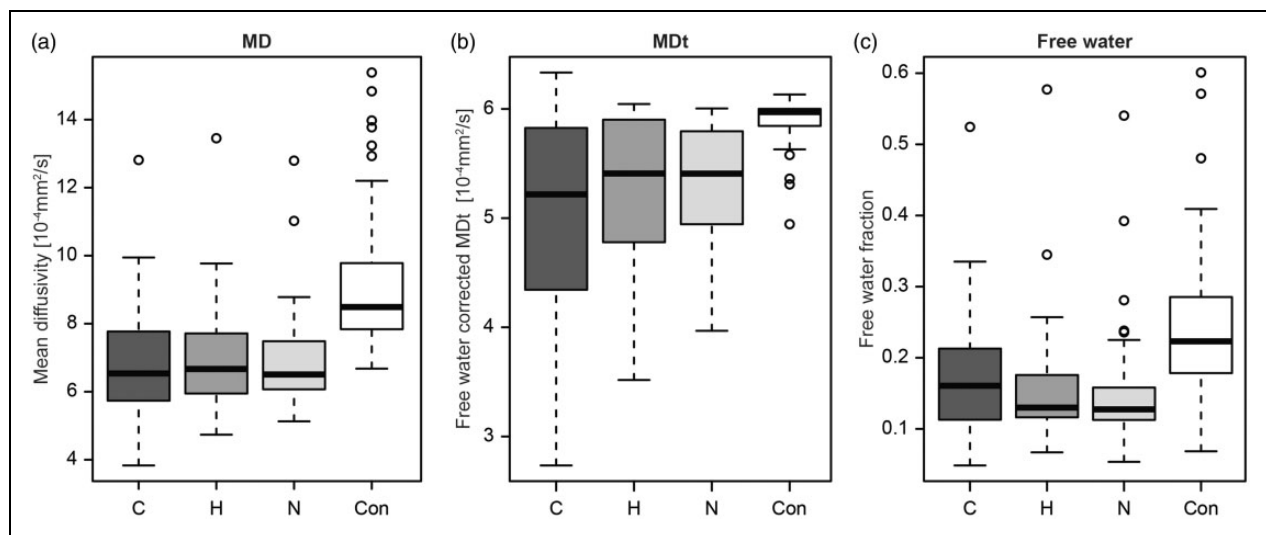 (a) MD
Mean diffusivity [10⁻⁴mm²/s]
14
12
10
8
6
4
C H N Con
(b) MDt
Free water corrected MDt [10⁻⁴mm²/s]
6
5
4
3
C H N Con
(c) Free water
Free water fraction
0.6
0.5
0.4
0.3
0.2
0.1
C H N Con